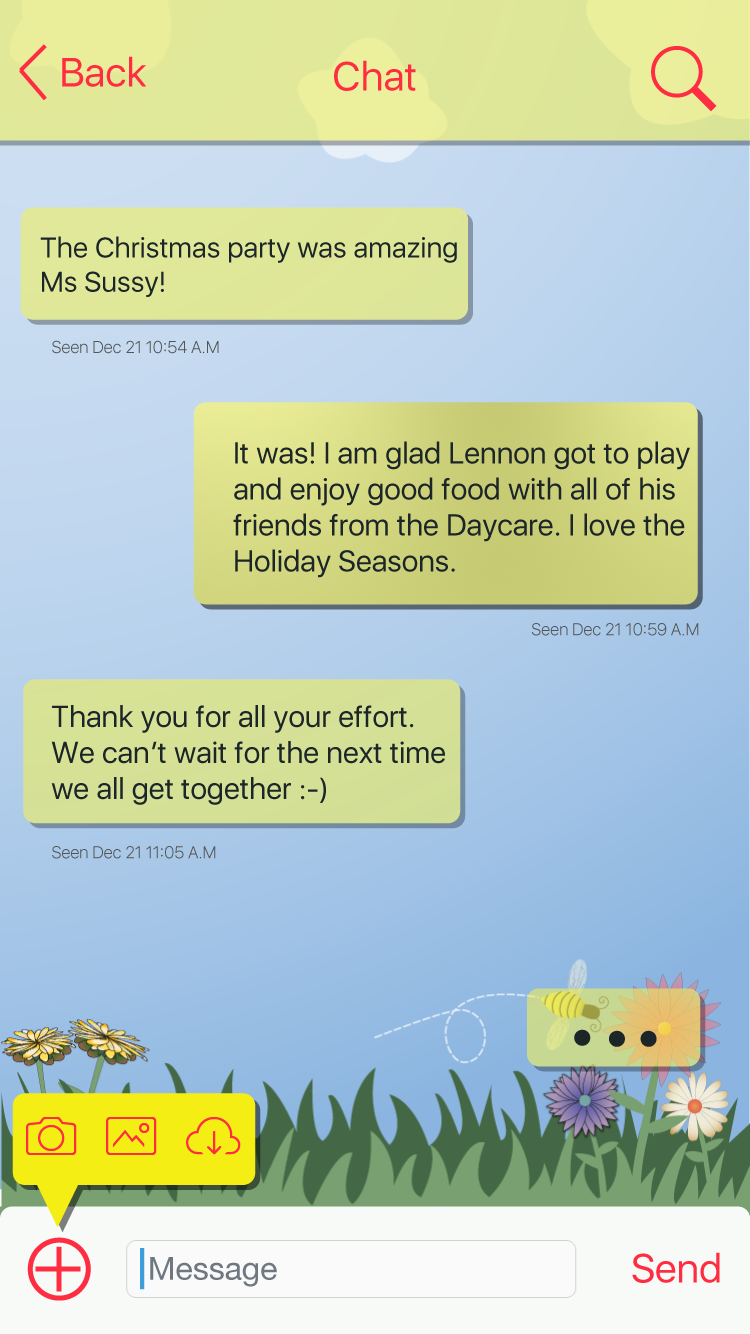 Back
Chat
The Christmas party was amazing
Ms Sussy!
Seen Dec 21 10:54 A.M
It was! I am glad Lennon got to play
and enjoy good food with all of his
friends from the Daycare. I love the
Holiday Seasons.
Seen Dec 21 10:59 A.M
Thank you for all your effort.
We can’t wait for the next time
we all get together :-)
Seen Dec 21 11:05 A.M
Message
Send